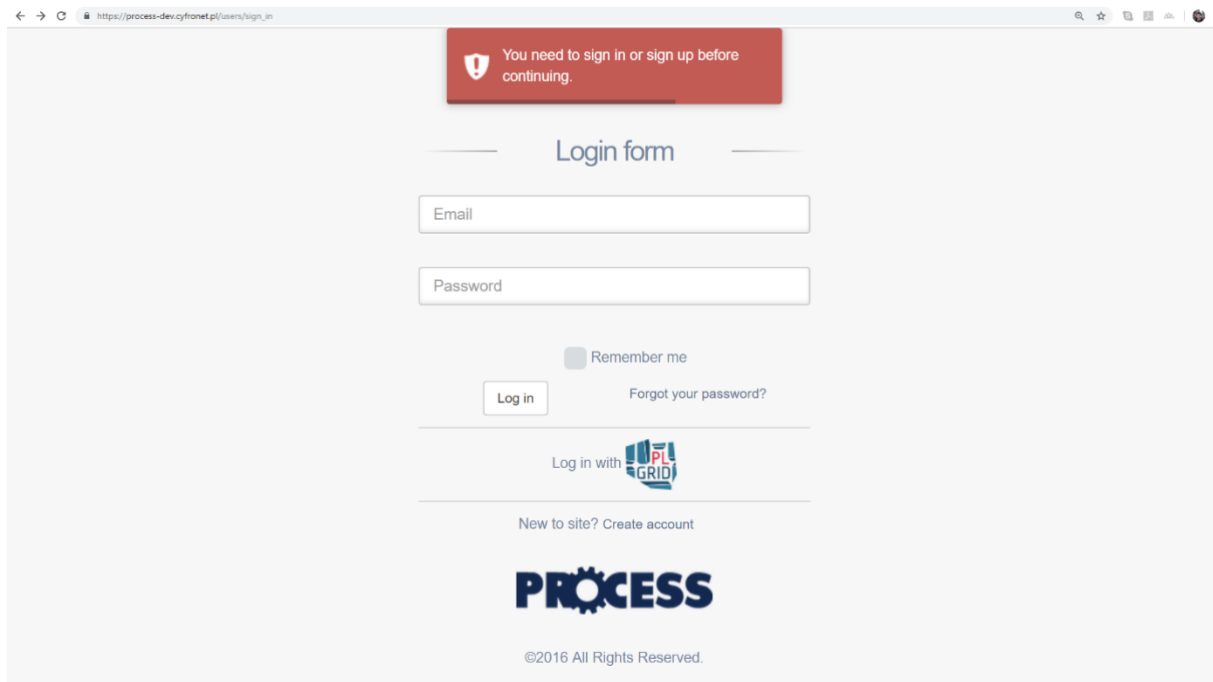 https://process-dev.cyfronet.pl/users/sign_in
You need to sign in or sign up before
continuing.
Login form
Email
Password
Remember me
Log in
Forgot your password?
Log in with PL GRID
New to site? Create account
PROCESS
©2016 All Rights Reserved.